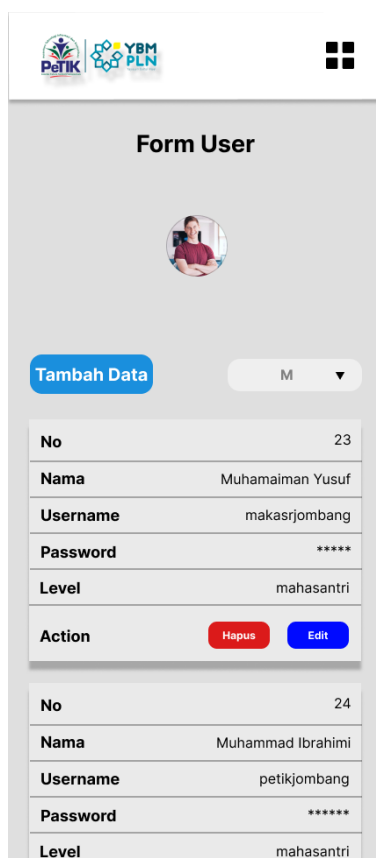 PeTIK
YBM
PLN
Form User
Tambah Data
M
No 23
Nama Muhamaiman Yusuf
Username makasrjombang
Password *****
Level mahasantri
Action Hapus Edit
No 24
Nama Muhammad Ibrahimi
Username petikjombang
Password ******
Level mahasantri